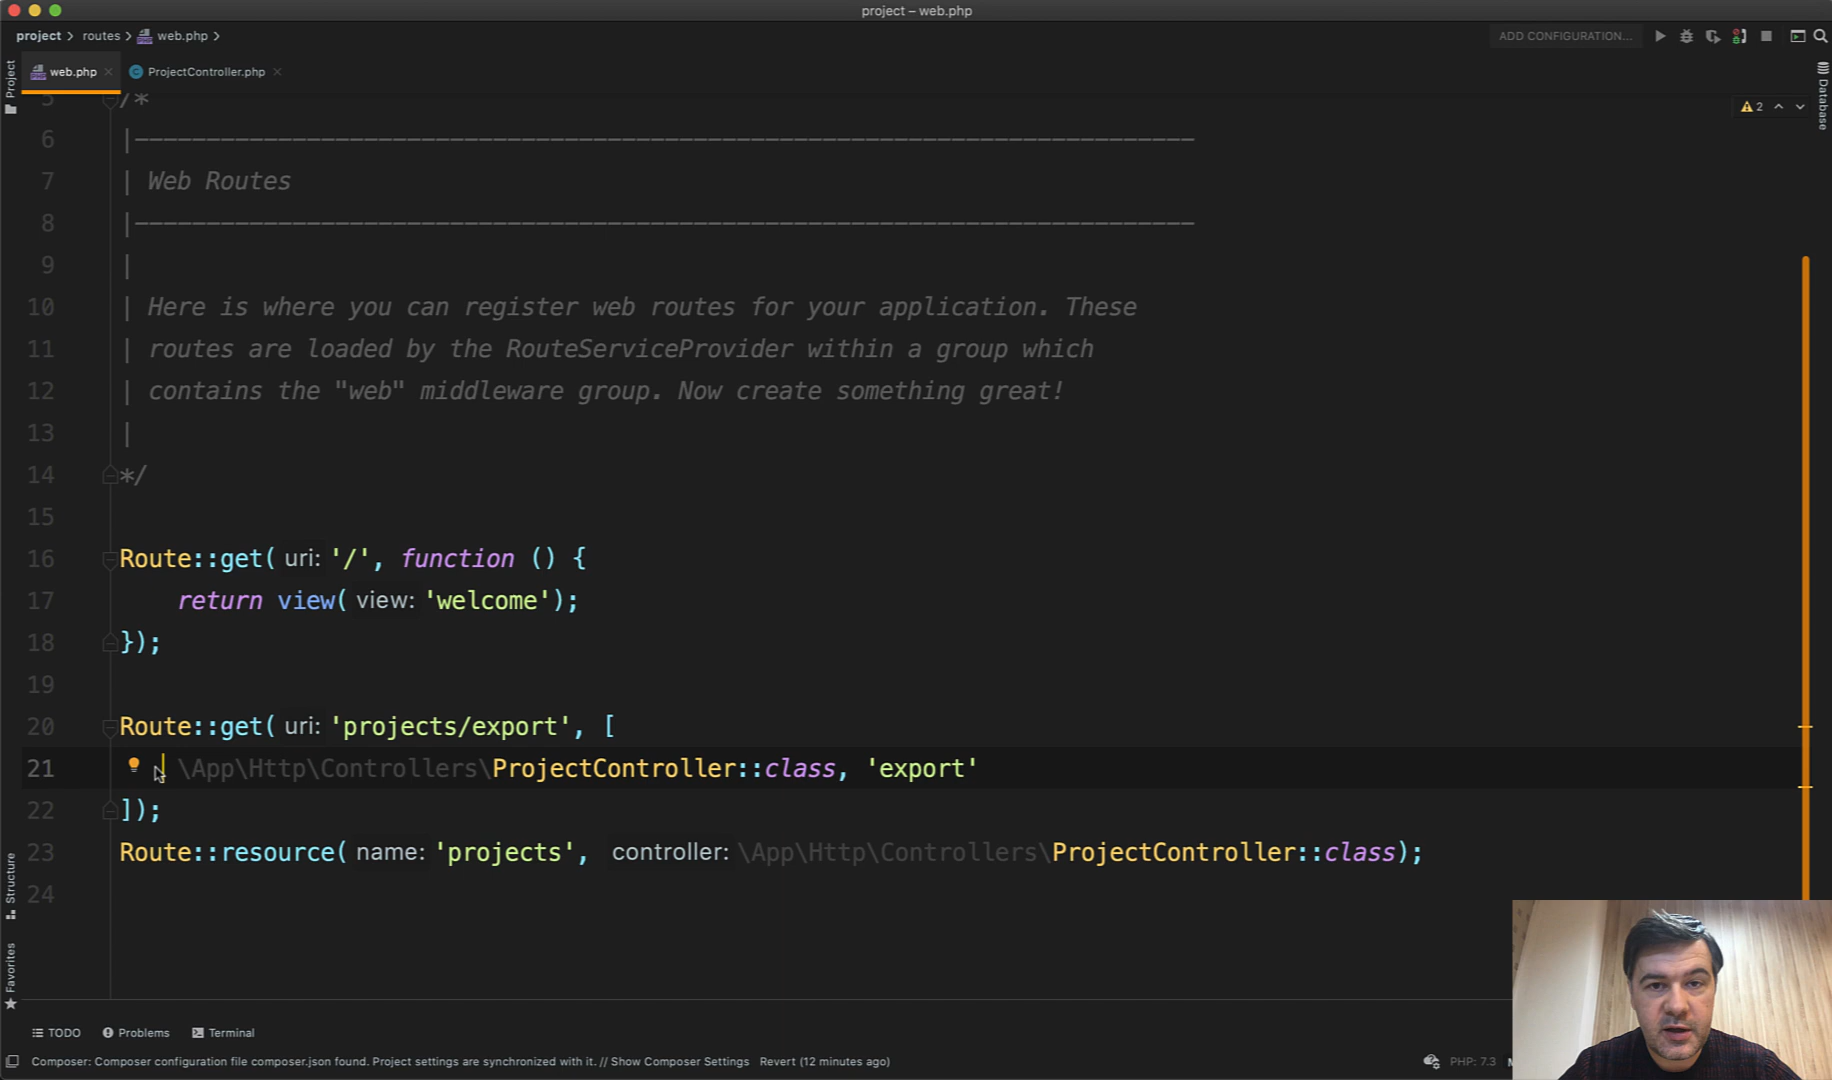 project – web.php
project > routes > web.php >
ADD CONFIGURATION...
web.php
ProjectController.php
Project
Database
2
5 /*
6 |--------------------------------------------------------------------------
7 | Web Routes
8 |--------------------------------------------------------------------------
9 |
10 | Here is where you can register web routes for your application. These
11 | routes are loaded by the RouteServiceProvider within a group which
12 | contains the "web" middleware group. Now create something great!
13 |
14 */
15
16 Route::get( uri: '/', function () {
17 return view( view: 'welcome');
18 });
19
20 Route::get( uri: 'projects/export', [
21 \App\Http\Controllers\ProjectController::class, 'export'
22 ]);
23 Route::resource( name: 'projects', controller: \App\Http\Controllers\ProjectController::class);
24
Structure
Favorites
TODO Problems Terminal
Composer: Composer configuration file composer.json found. Project settings are synchronized with it. // Show Composer Settings Revert (12 minutes ago)
PHP: 7.3